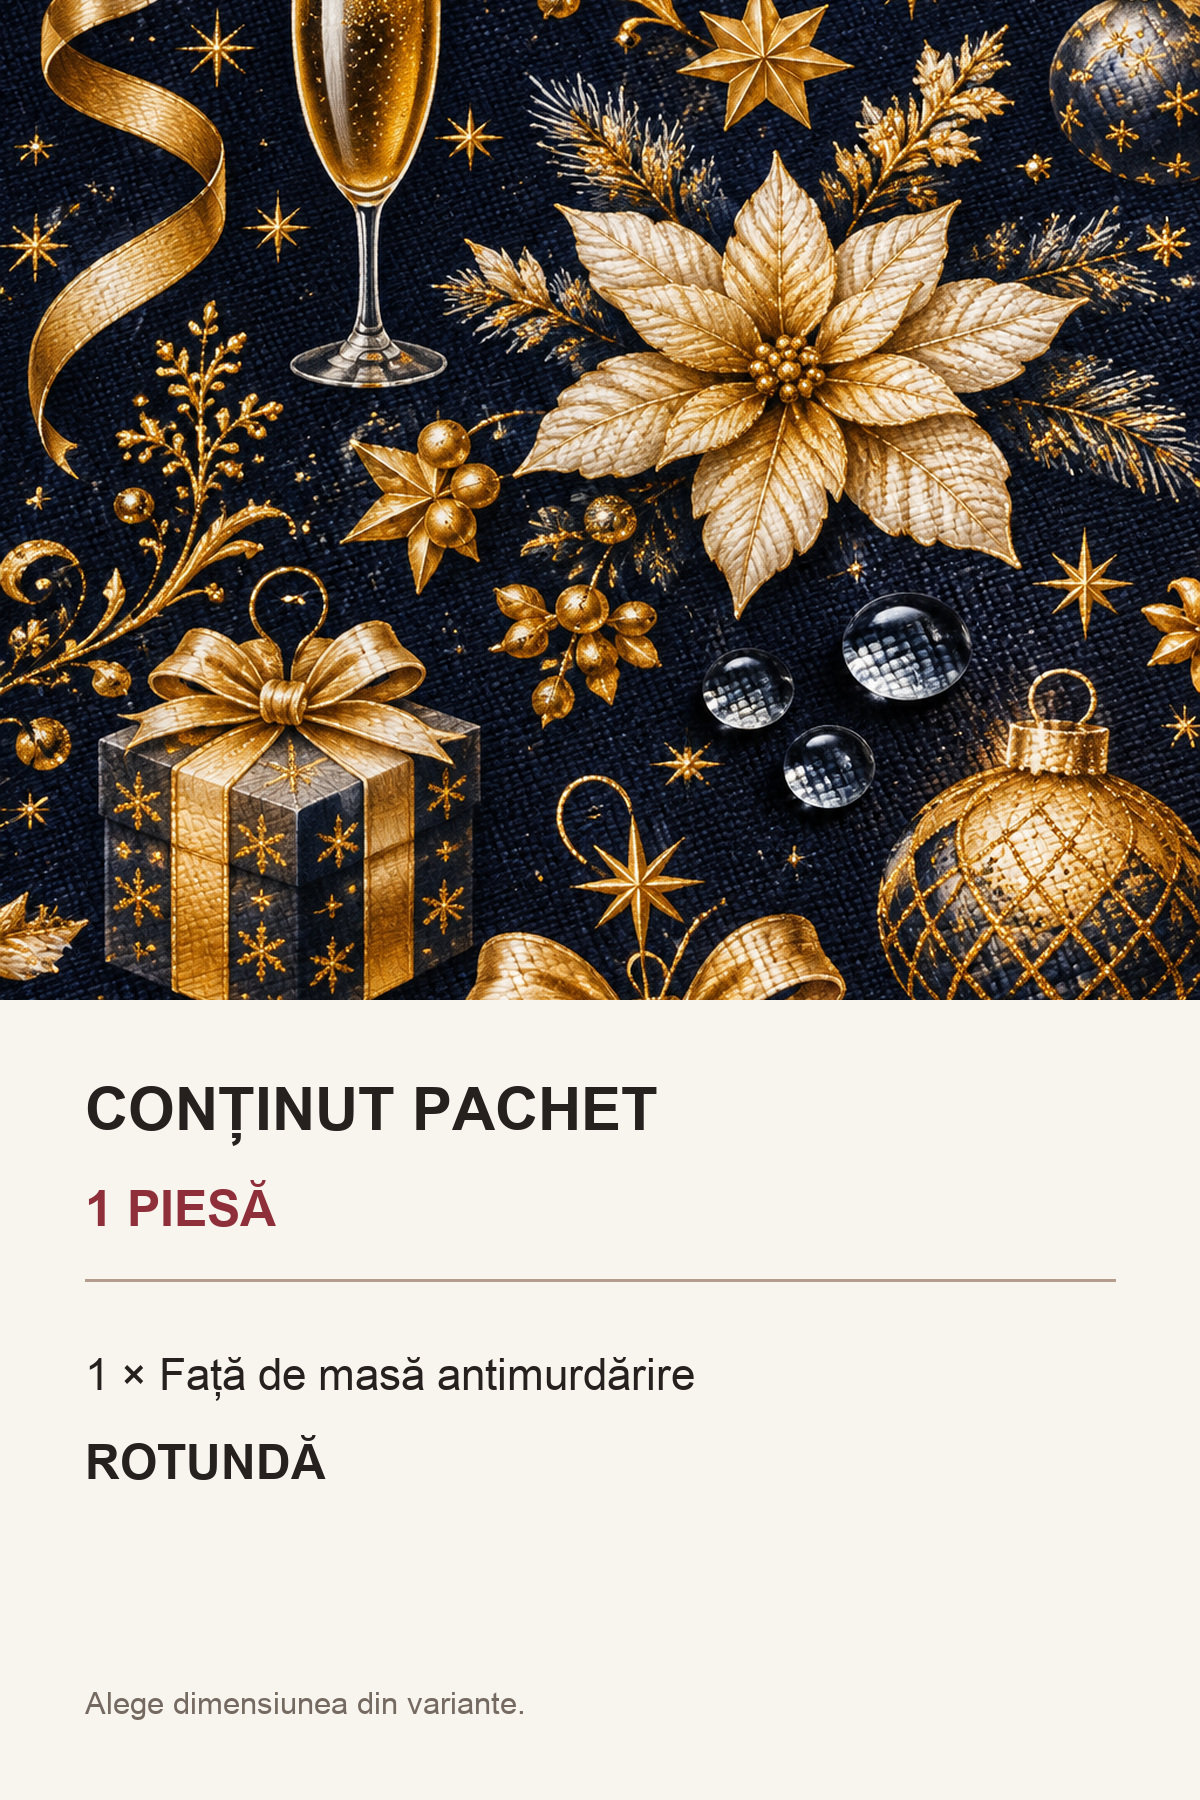 CONȚINUT PACHET
1 PIESĂ
1 × Față de masă antimurdărire
ROTUNDĂ
Alege dimensiunea din variante.